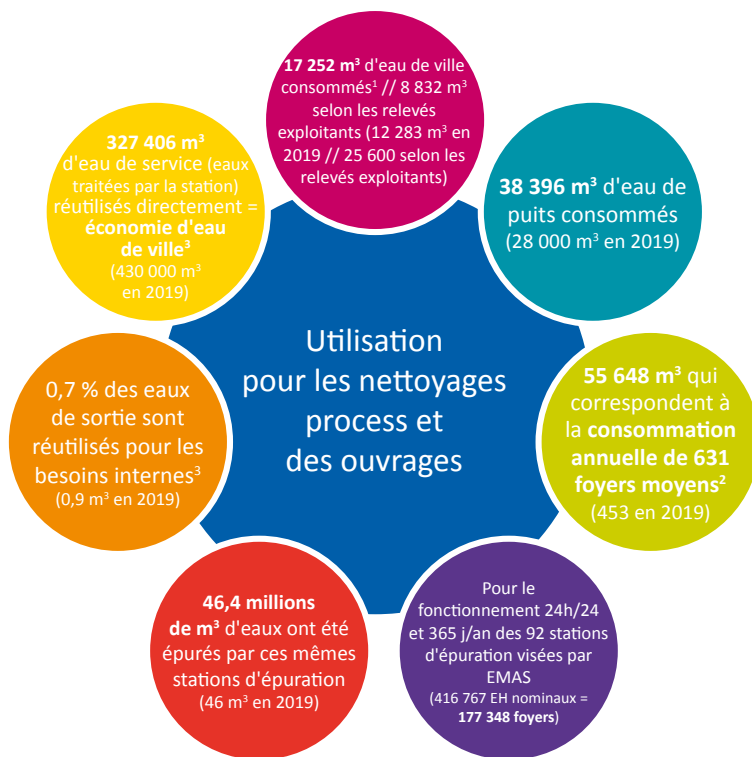 17 252 m³ d'eau de ville
consommés¹ // 8 832 m³
selon les relevés
exploitants (12 283 m³ en
2019 // 25 600 selon les
relevés exploitants)
38 396 m³ d'eau de
puits consommés
(28 000 m³ en 2019)
55 648 m³ qui
correspondent à
la consommation
annuelle de 631
foyers moyens²
(453 en 2019)
Pour le
fonctionnement 24h/24
et 365 j/an des 92 stations
d'épuration visées par
EMAS
(416 767 EH nominaux =
177 348 foyers)
46,4 millions
de m³ d'eaux ont été
épurés par ces mêmes
stations d'épuration
(46 m³ en 2019)
0,7 % des eaux
de sortie sont
réutilisés pour les
besoins internes³
(0,9 m³ en 2019)
327 406 m³
d'eau de service (eaux
traitées par la station)
réutilisés directement =
économie d'eau
de ville³
(430 000 m³
en 2019)
Utilisation
pour les nettoyages
process et
des ouvrages